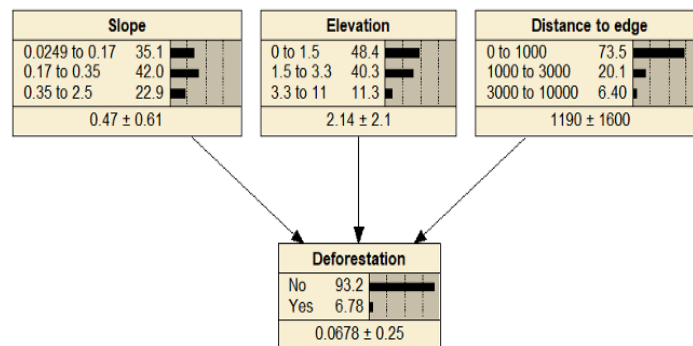 Slope
0.0249 to 0.17 35.1
0.17 to 0.35 42.0
0.35 to 2.5 22.9
0.47 ± 0.61
Elevation
0 to 1.5 48.4
1.5 to 3.3 40.3
3.3 to 11 11.3
2.14 ± 2.1
Distance to edge
0 to 1000 73.5
1000 to 3000 20.1
3000 to 10000 6.40
1190 ± 1600
Deforestation
No 93.2
Yes 6.78
0.0678 ± 0.25